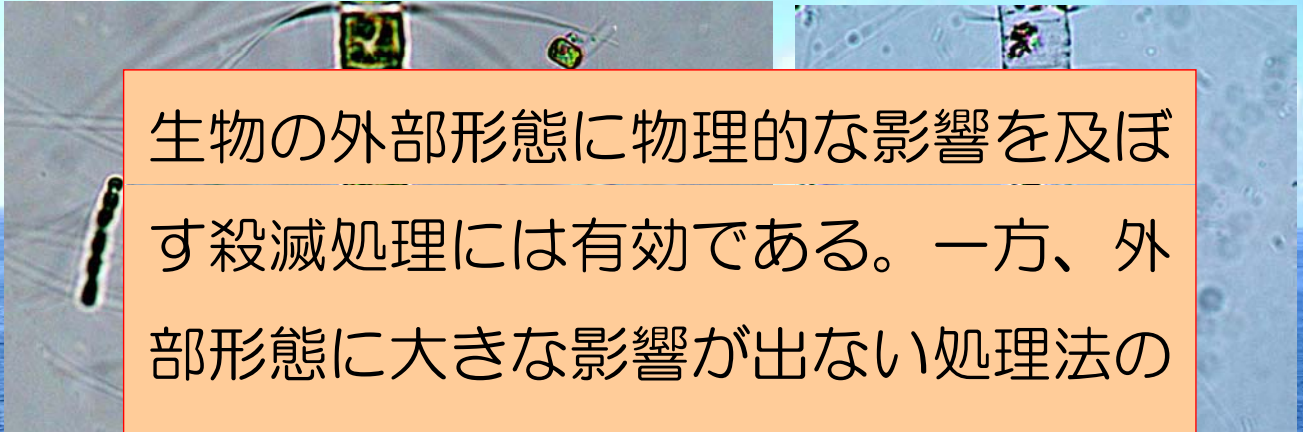 生物の外部形態に物理的な影響を及ぼ
す殺滅処理には有効である。一方、外
部形態に大きな影響が出ない処理法の